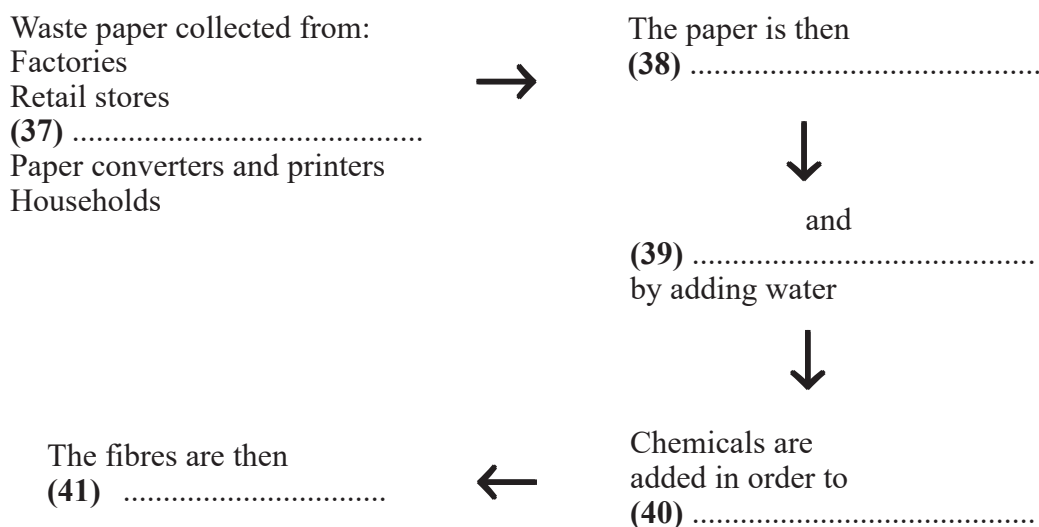 Waste paper collected from:
Factories
Retail stores
(37) ............................................
Paper converters and printers
Households
The paper is then
(38) ............................................
and
(39) ...........................................
by adding water
Chemicals are
added in order to
(40) ...........................................
The fibres are then
(41) .................................